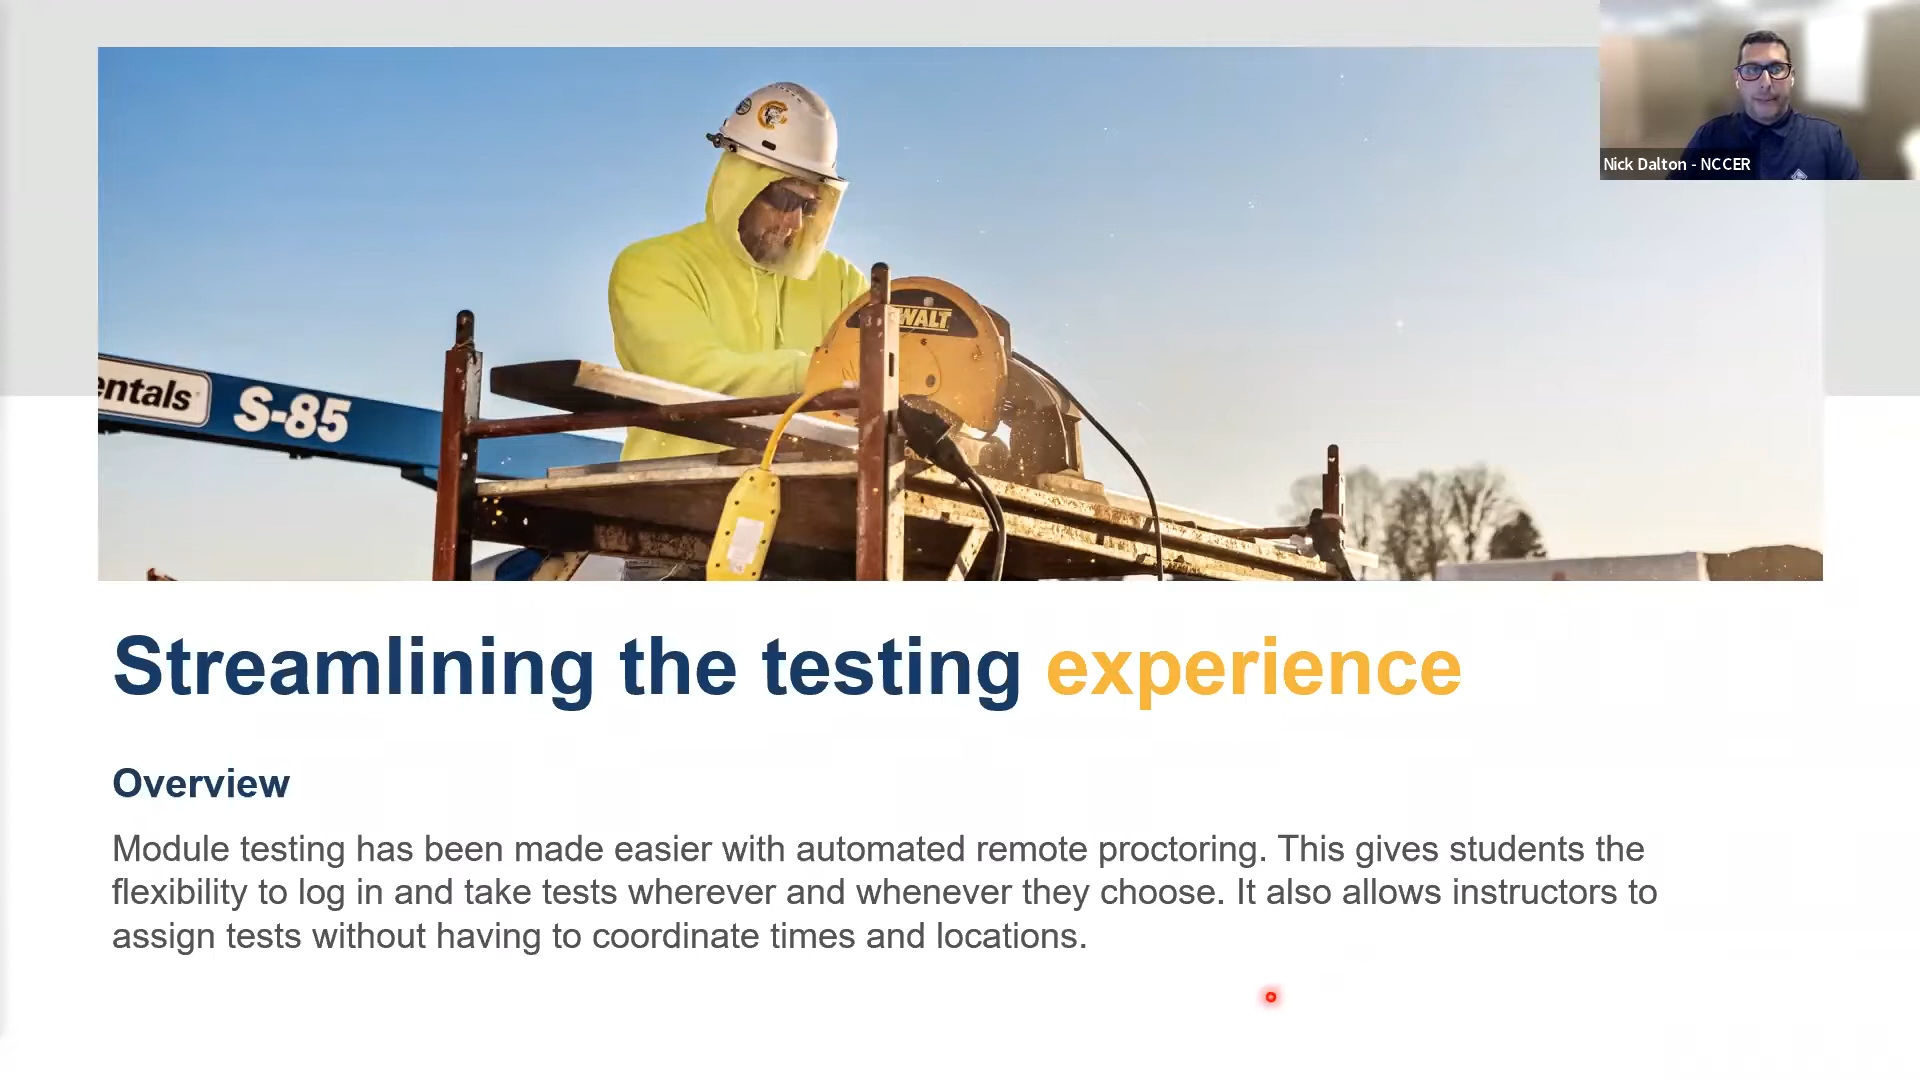 Nick Dalton - NCCER
WALT
entals
S-85
Streamlining the testing experience
Overview
Module testing has been made easier with automated remote proctoring. This gives students the
flexibility to log in and take tests wherever and whenever they choose. It also allows instructors to
assign tests without having to coordinate times and locations.